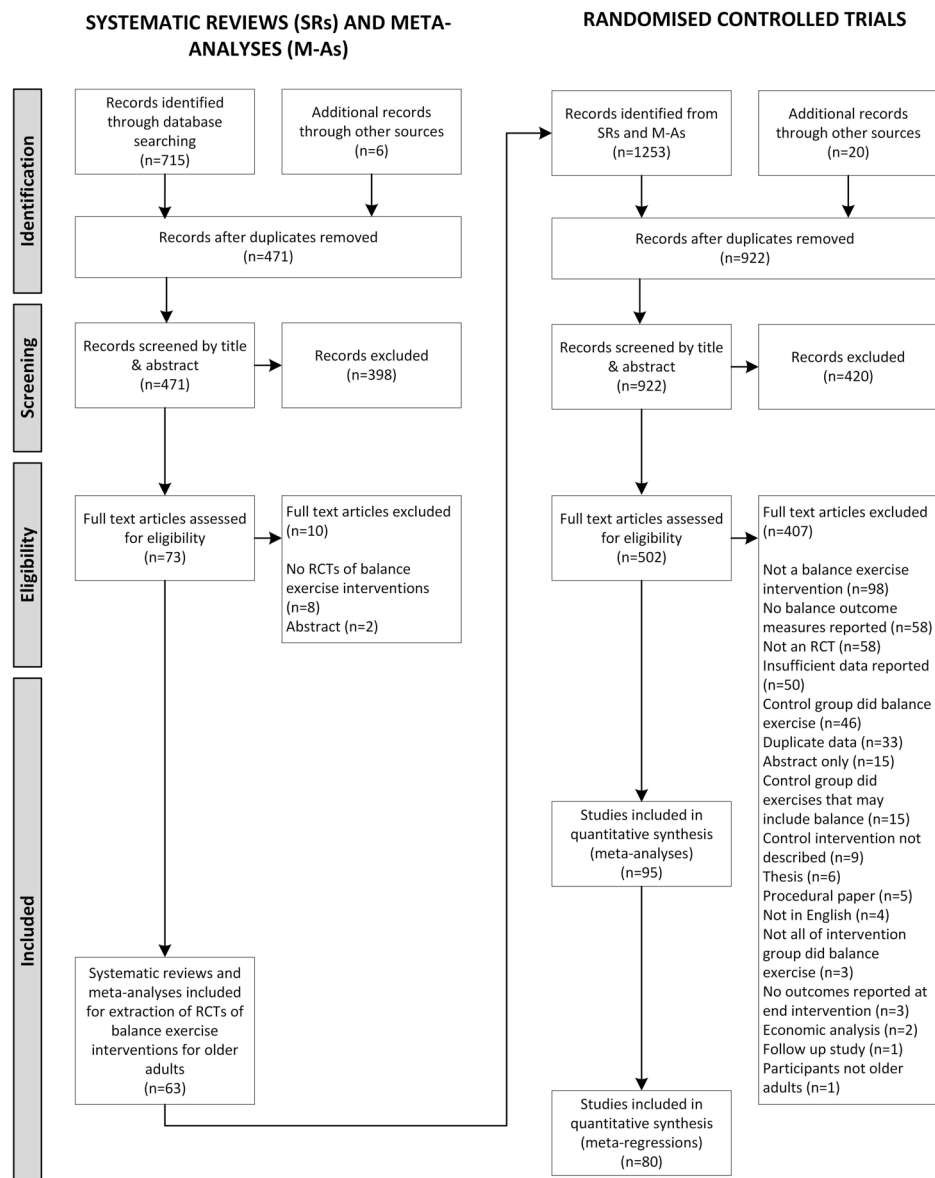 SYSTEMATIC REVIEWS (SRs) AND META-
ANALYSES (M-As)
RANDOMISED CONTROLLED TRIALS
Identification
Records identified
through database
searching
(n=715)
Additional records
through other sources
(n=6)
Records after duplicates removed
(n=471)
Screening
Records screened by title
& abstract
(n=471)
Records excluded
(n=398)
Eligibility
Full text articles assessed
for eligibility
(n=73)
Full text articles excluded
(n=10)
No RCTs of balance
exercise interventions
(n=8)
Abstract (n=2)
Included
Systematic reviews and
meta-analyses included
for extraction of RCTs of
balance exercise
interventions for older
adults
(n=63)
Records identified from
SRs and M-As
(n=1253)
Additional records
through other sources
(n=20)
Records after duplicates removed
(n=922)
Records screened by title
& abstract
(n=922)
Records excluded
(n=420)
Full text articles assessed
for eligibility
(n=502)
Full text articles excluded
(n=407)
Not a balance exercise
intervention (n=98)
No balance outcome
measures reported (n=58)
Not an RCT (n=58)
Insufficient data reported
(n=50)
Control group did balance
exercise (n=46)
Duplicate data (n=33)
Abstract only (n=15)
Control group did
exercises that may
include balance (n=15)
Control intervention not
described (n=9)
Thesis (n=6)
Procedural paper (n=5)
Not in English (n=4)
Not all of intervention
group did balance
exercise (n=3)
No outcomes reported at
end intervention (n=3)
Economic analysis (n=2)
Follow up study (n=1)
Participants not older
adults (n=1)
Studies included in
quantitative synthesis
(meta-analyses)
(n=95)
Studies included in
quantitative synthesis
(meta-regressions)
(n=80)